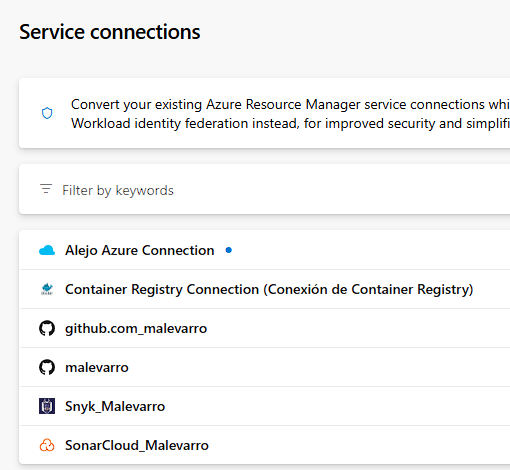 Service connections
Convert your existing Azure Resource Manager service connections whi
Workload identity federation instead, for improved security and simplifi
Filter by keywords
Alejo Azure Connection
Container Registry Connection (Conexión de Container Registry)
github.com_malevarro
malevarro
Snyk_Malevarro
SonarCloud_Malevarro